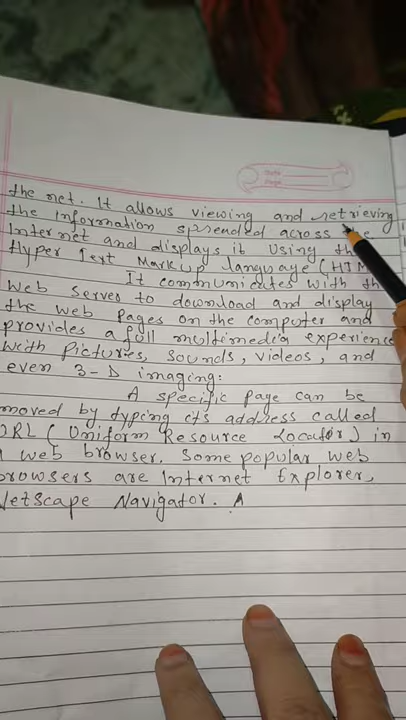 Date
Page
the net. It allows viewing and retrieving
the information spreaded across the
Internet and displays it using the
Hyper Text Markup language (HTM
It communicates with th
Web server to download and display
the web pages on the computer and
provides a full multimedia experience
with pictures, sounds, videos, and
even 3-D imaging:
A specific page can be
moved by typing its address called
URL (Uniform Resource Locator) in
a web browser. Some popular web
browsers are Internet Explorer,
Netscape Navigator. A